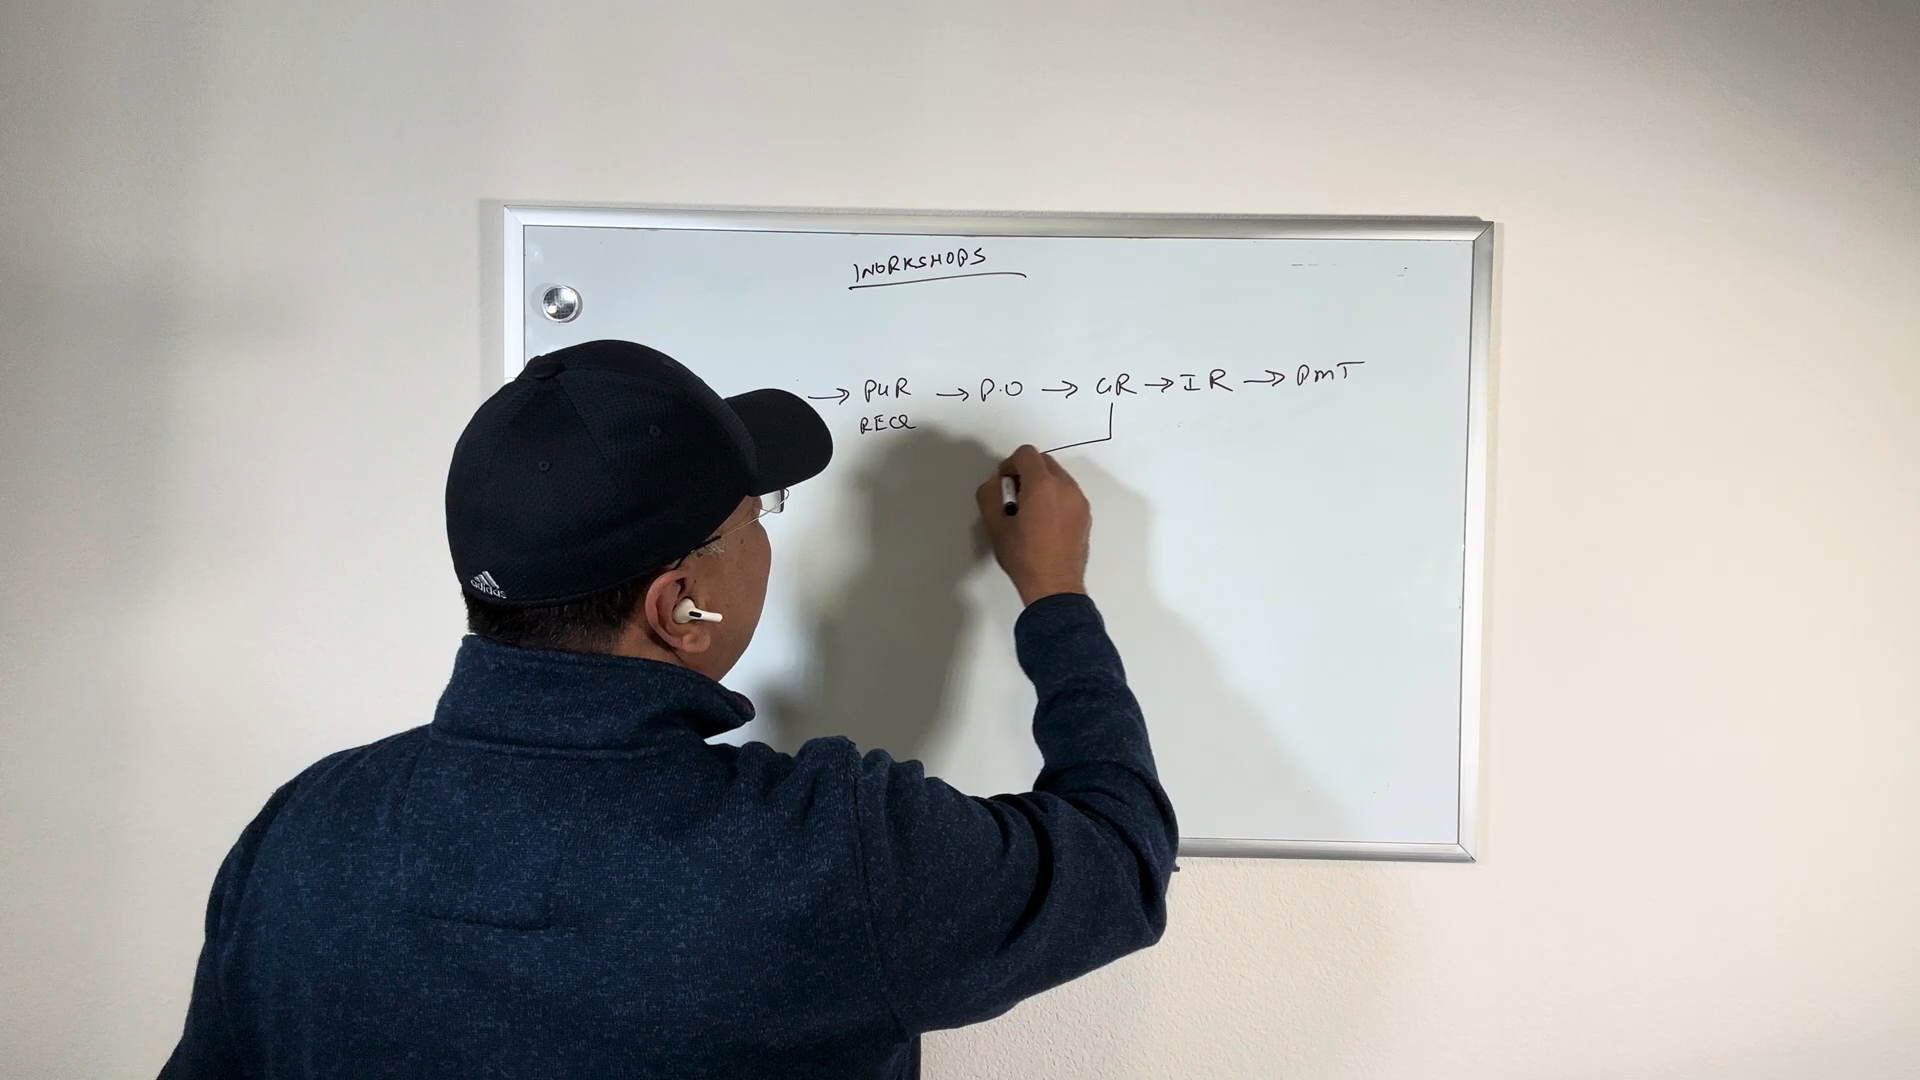 WORKSHOPS
→ PUR → P.O → GR → IR → PMT
REQ
adidas